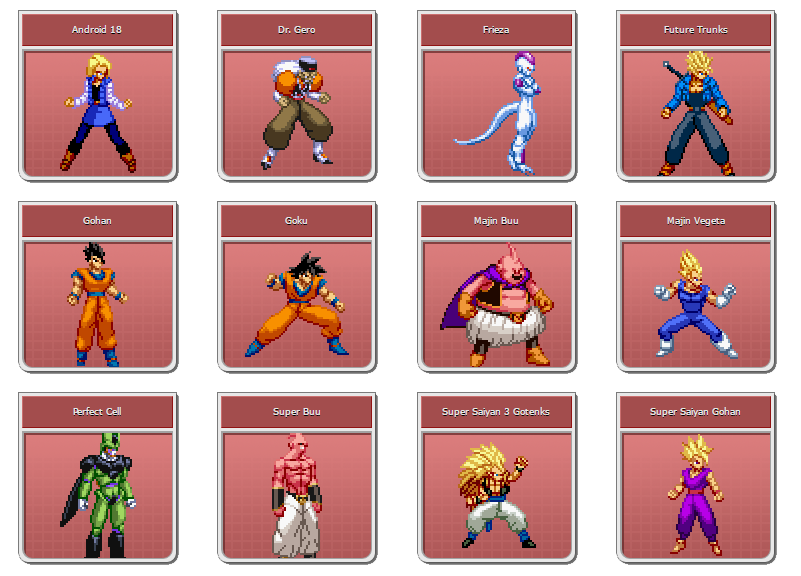 Android 18
Dr. Gero
Frieza
Future Trunks
Gohan
Goku
Majin Buu
Majin Vegeta
Perfect Cell
Super Buu
Super Saiyan 3 Gotenks
Super Saiyan Gohan